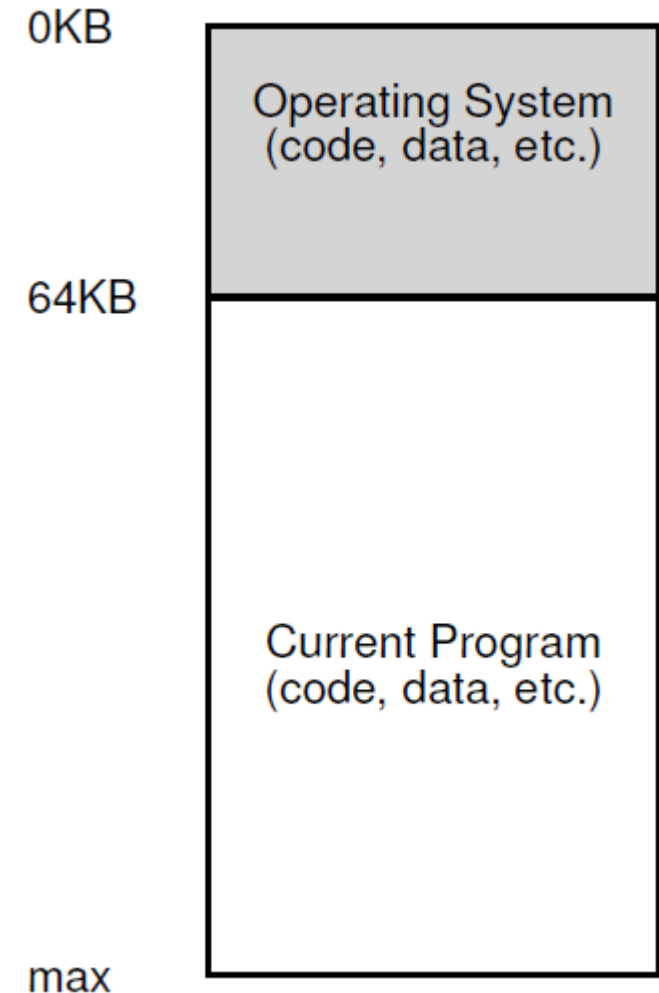 0KB
Operating System
(code, data, etc.)
64KB
Current Program
(code, data, etc.)
max